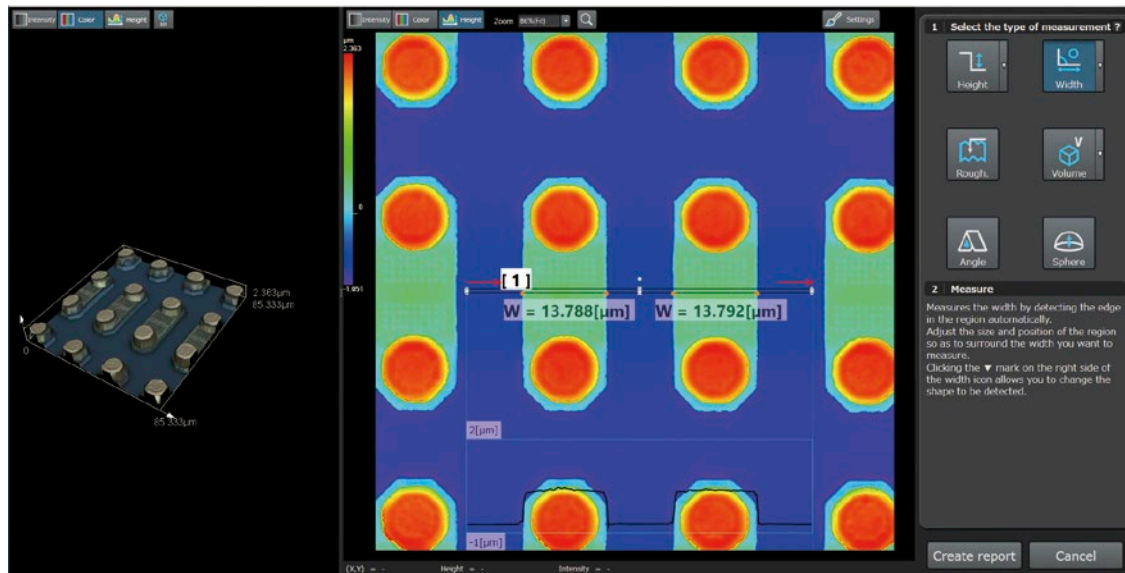 Intensity Color Height 3D
2.363μm
85.333μm
0
85.333μm
Intensity Color Height Zoom 86%(Fit) Settings
μm
2.363
0
-1.951
[ 1 ]
W = 13.788[μm] W = 13.792[μm]
2[μm]
-1[μm]
(X,Y) = - Height = - Intensity = -
1 Select the type of measurement ?
Height Width
Rough. Volume
V
Angle Sphere
2 Measure
Measures the width by detecting the edge
in the region automatically.
Adjust the size and position of the region
so as to surround the width you want to
measure.
Clicking the ▼ mark on the right side of
the width icon allows you to change the
shape to be detected.
Create report Cancel